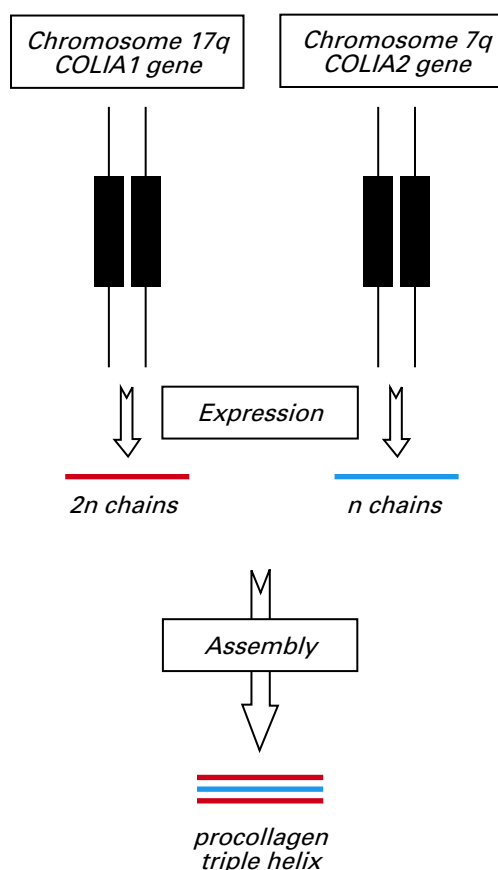 Chromosome 17q
COLIA1 gene
Chromosome 7q
COLIA2 gene
Expression
2n chains
n chains
Assembly
procollagen
triple helix